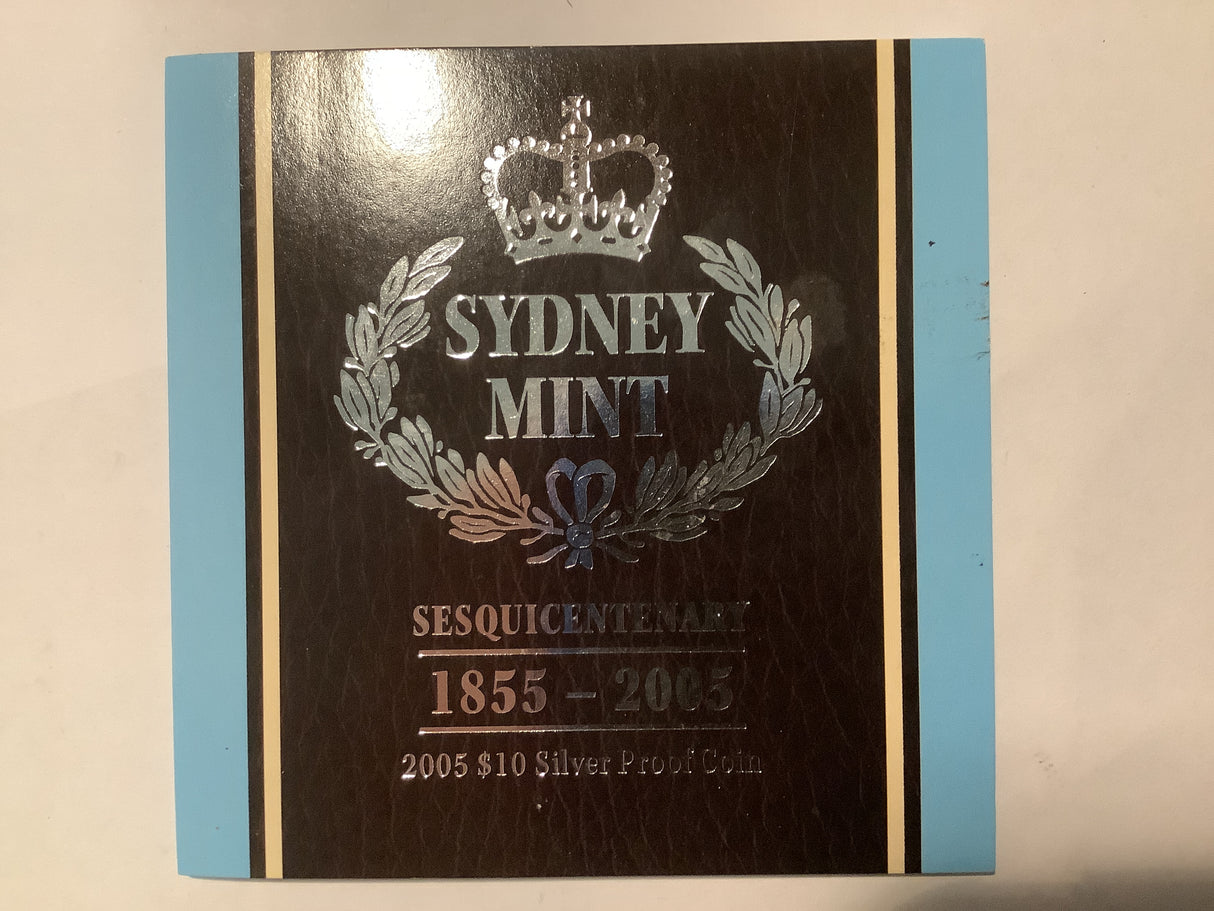 SYDNEY
MINT
SESQUICENTENARY
1855 – 2005
2005 $10 Silver Proof Coin